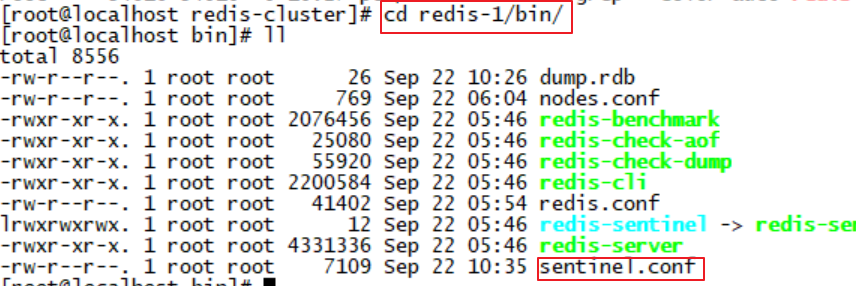 [root@localhost redis-cluster]# cd redis-1/bin/
[root@localhost bin]# ll
total 8556
-rw-r--r--. 1 root root      26 Sep 22 10:26 dump.rdb
-rw-r--r--. 1 root root     769 Sep 22 06:04 nodes.conf
-rwxr-xr-x. 1 root root 2076456 Sep 22 05:46 redis-benchmark
-rwxr-xr-x. 1 root root   25080 Sep 22 05:46 redis-check-aof
-rwxr-xr-x. 1 root root   55920 Sep 22 05:46 redis-check-dump
-rwxr-xr-x. 1 root root 2200584 Sep 22 05:46 redis-cli
-rw-r--r--. 1 root root   41402 Sep 22 05:54 redis.conf
lrwxrwxrwx. 1 root root      12 Sep 22 05:46 redis-sentinel -> redis-se
-rwxr-xr-x. 1 root root 4331336 Sep 22 05:46 redis-server
-rw-r--r--. 1 root root    7109 Sep 22 10:35 sentinel.conf
[root@localhost bin]#